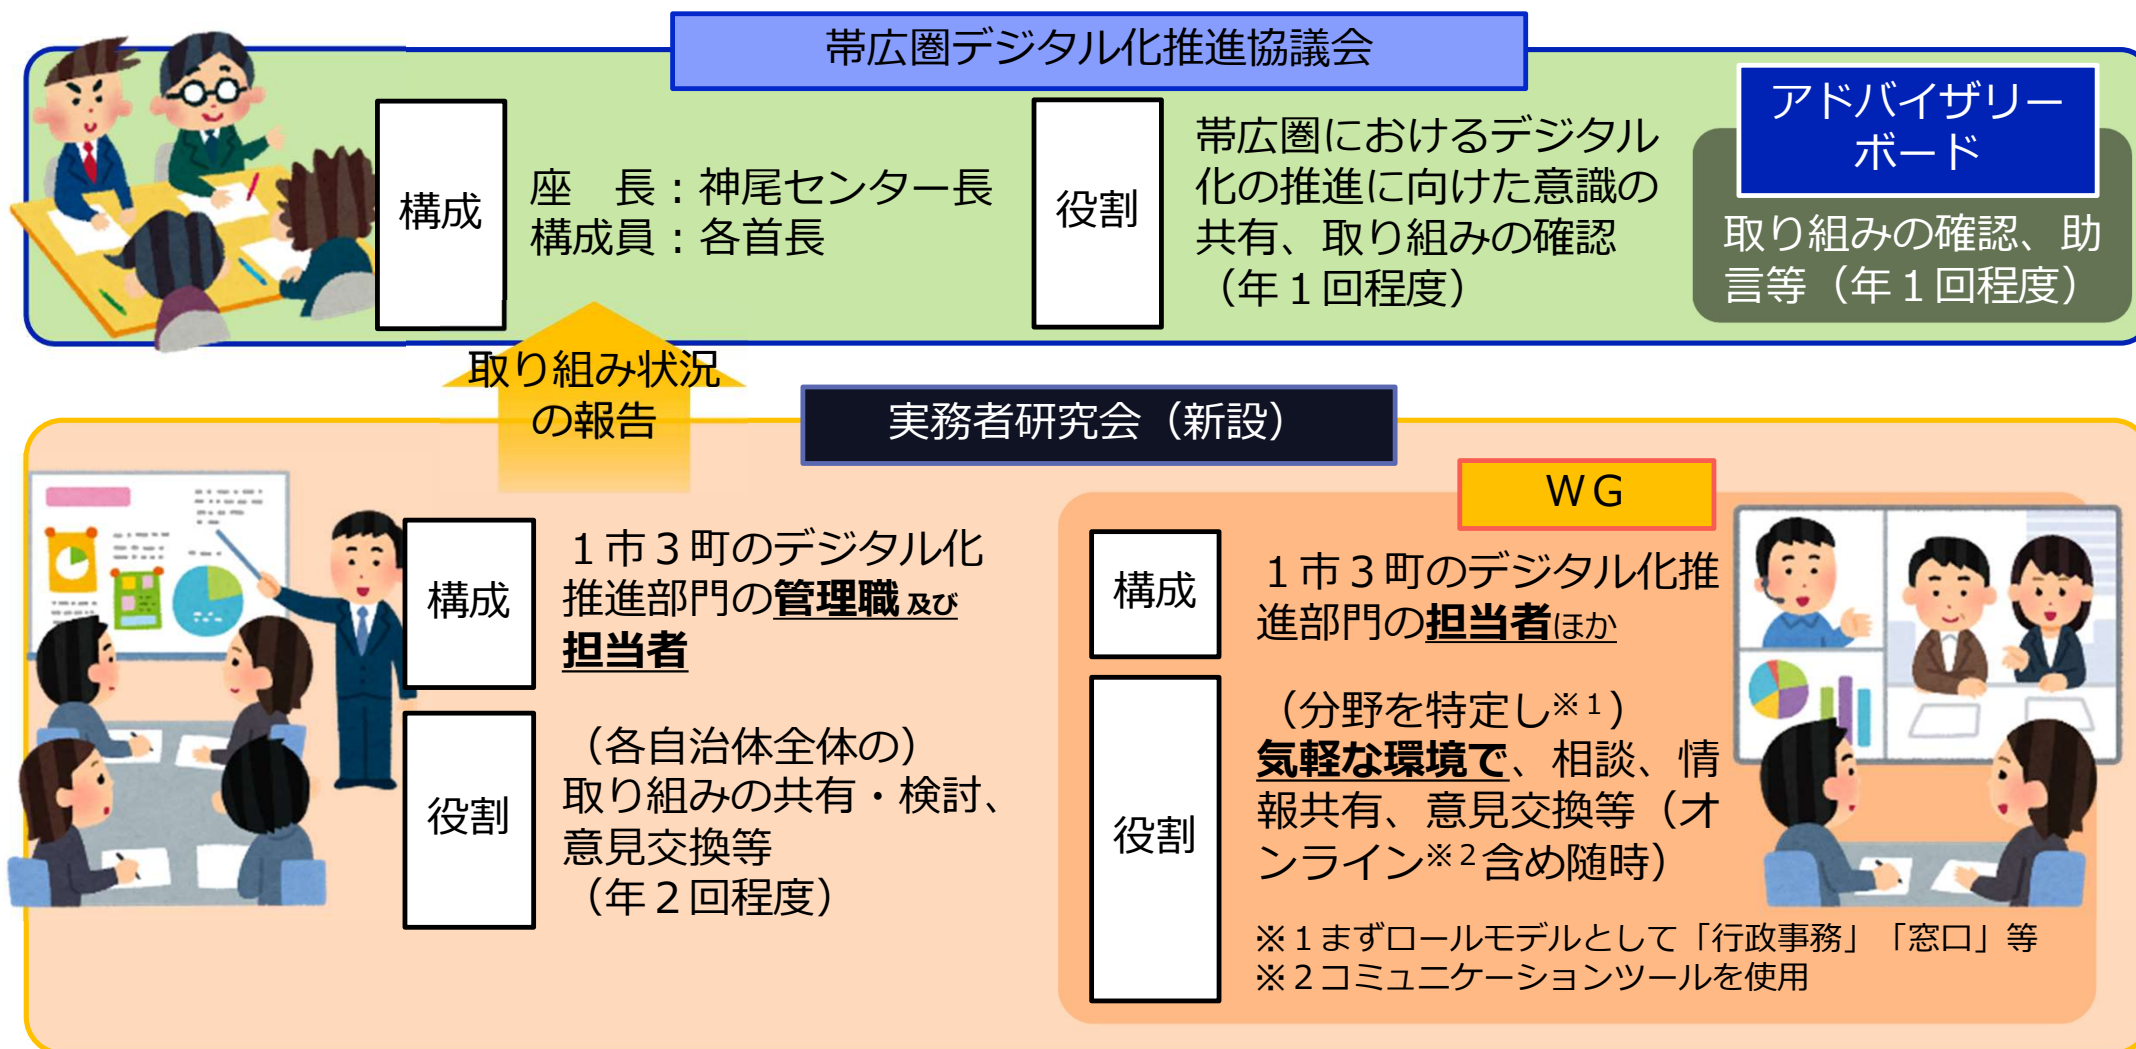 帯広圏デジタル化推進協議会
構成
座　長：神尾センター長
構成員：各首長
役割
帯広圏におけるデジタル
化の推進に向けた意識の
共有、取り組みの確認
（年１回程度）
アドバイザリー
ボード
取り組みの確認、助
言等（年１回程度）
取り組み状況
の報告
実務者研究会（新設）
構成
１市３町のデジタル化
推進部門の管理職 及び
担当者
役割
（各自治体全体の）
取り組みの共有・検討、
意見交換等
（年２回程度）
ＷＧ
構成
１市３町のデジタル化推
進部門の担当者ほか
役割
（分野を特定し※１）
気軽な環境で、相談、情
報共有、意見交換等（オ
ンライン※２含め随時）
※１まずロールモデルとして「行政事務」「窓口」等
※２コミュニケーションツールを使用